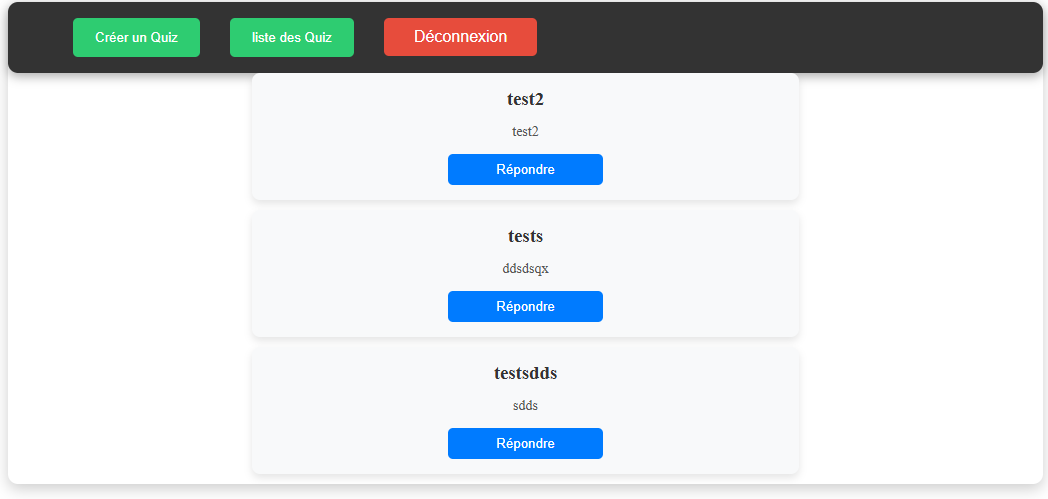 Créer un Quiz liste des Quiz Déconnexion
test2
test2
Répondre
tests
ddsdsqx
Répondre
testsdds
sdds
Répondre